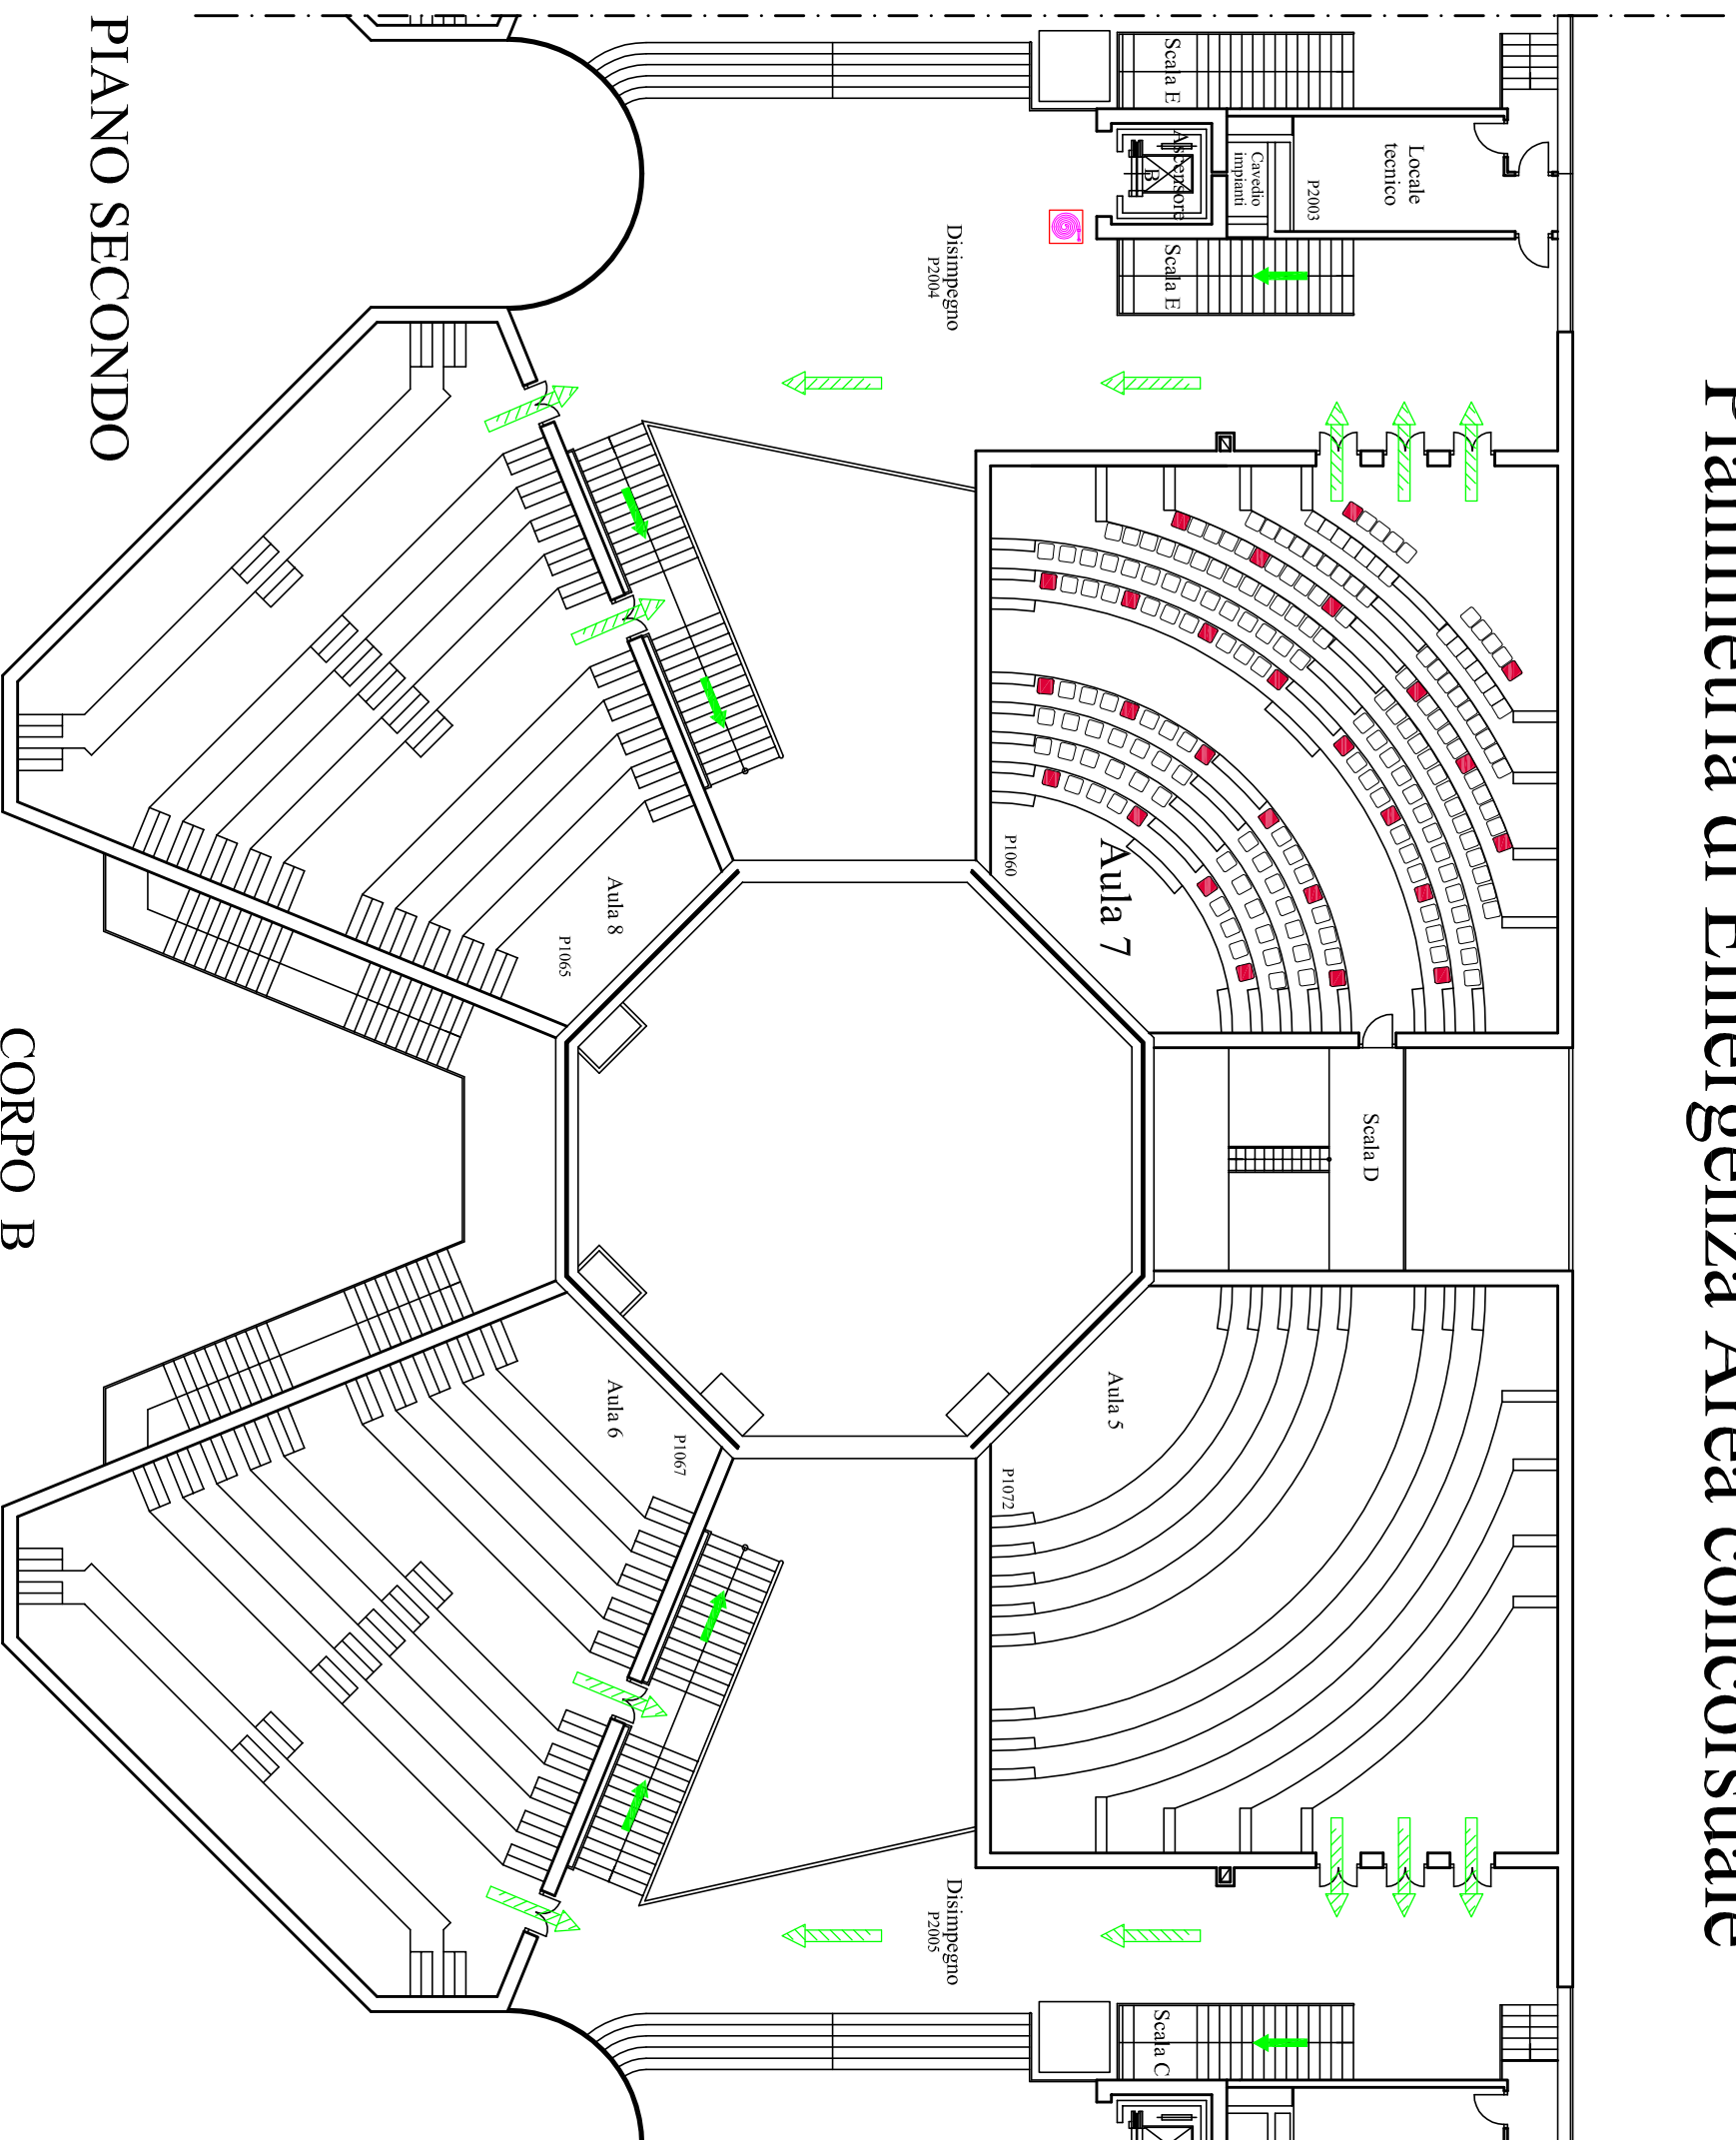 Planimetria di Emergenza Area concorsuale
Scala E
Locale
tecnico
P2003
Cavedio
impianti
Ascensore
B
Scala E
Disimpegno
P2004
Aula 7
P1060
Scala D
Aula 8
P1065
Aula 5
P1072
Aula 6
P1067
Disimpegno
P2005
Scala C
PIANO SECONDO
CORPO B